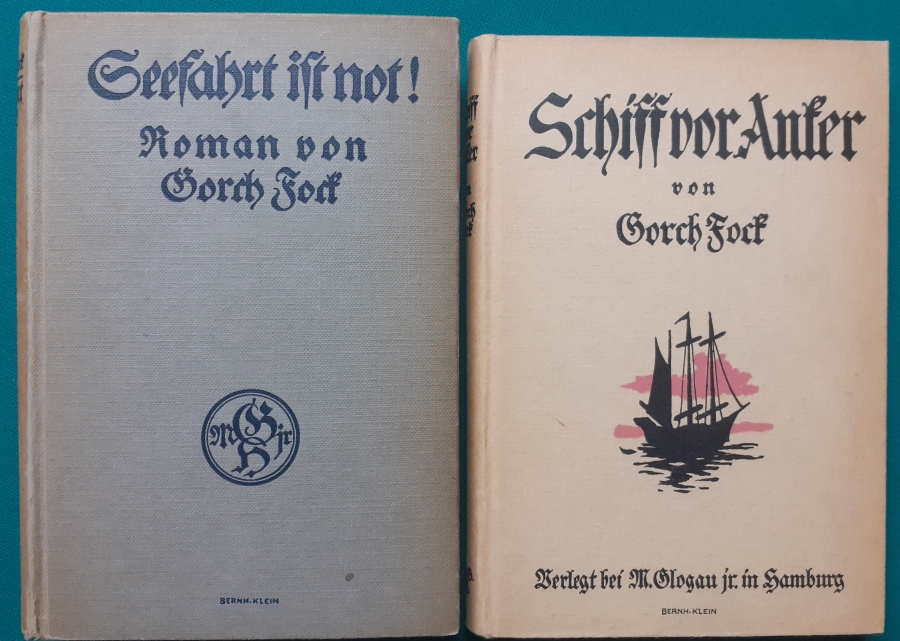 Seefahrt ist not!
Roman von
Gorch Fock
M G H jr
BERNH. KLEIN
Schiff vor Anker
von
Gorch Fock
Verlegt bei M. Glogau jr. in Hamburg
BERNH. KLEIN